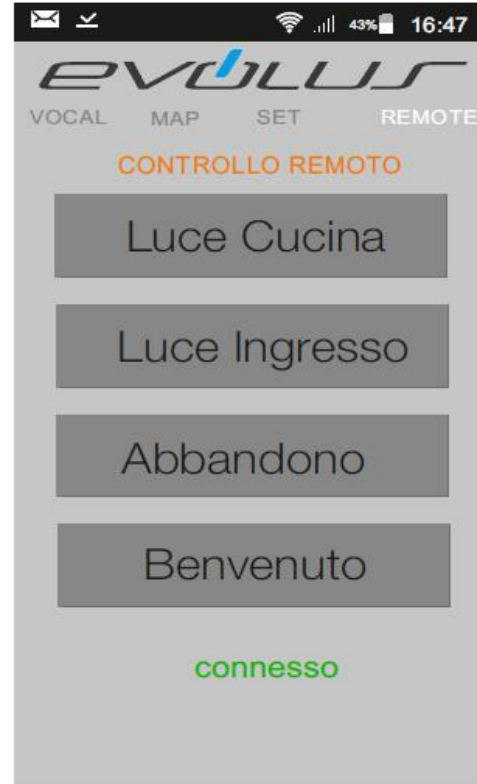 43% 16:47
evolus
VOCAL MAP SET REMOTE
CONTROLLO REMOTO
Luce Cucina
Luce Ingresso
Abbandono
Benvenuto
connesso